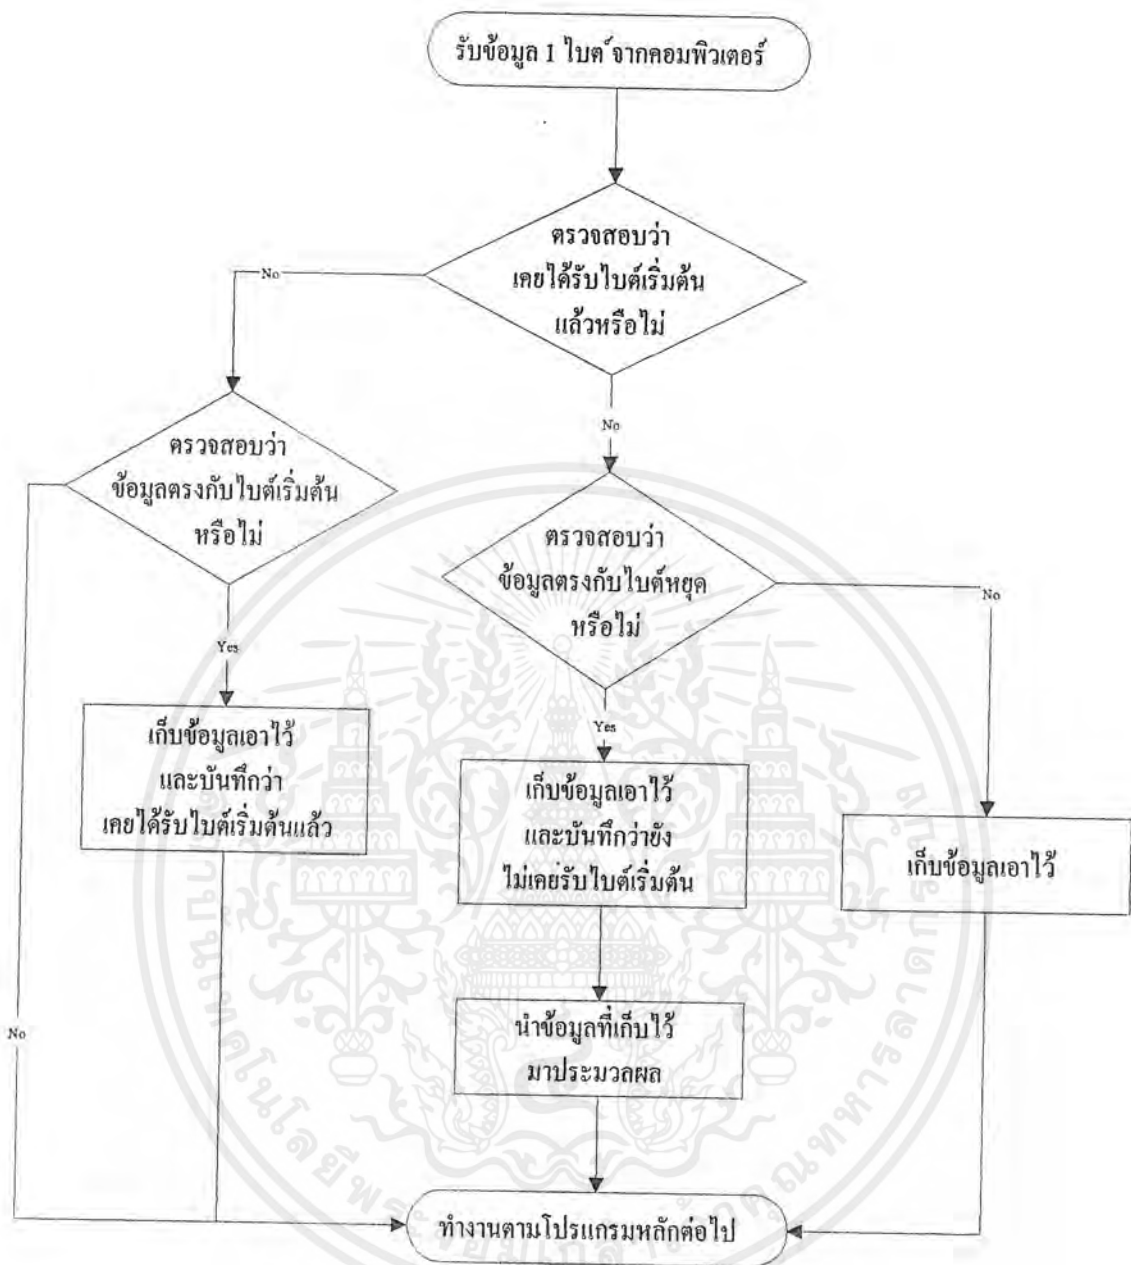 รับข้อมูล 1 ไบต์ จากคอมพิวเตอร์
ตรวจสอบว่า
เคยได้รับไบต์เริ่มต้น
แล้วหรือไม่
No
No
ตรวจสอบว่า
ข้อมูลตรงกับไบต์เริ่มต้น
หรือไม่
ตรวจสอบว่า
ข้อมูลตรงกับไบต์หยุด
หรือไม่
No
Yes
Yes
เก็บข้อมูลเอาไว้
และบันทึกว่า
เคยได้รับไบต์เริ่มต้นแล้ว
เก็บข้อมูลเอาไว้
และบันทึกว่ายัง
ไม่เคยรับไบต์เริ่มต้น
เก็บข้อมูลเอาไว้
No
นำข้อมูลที่เก็บไว้
มาประมวลผล
ทำงานตามโปรแกรมหลักต่อไป